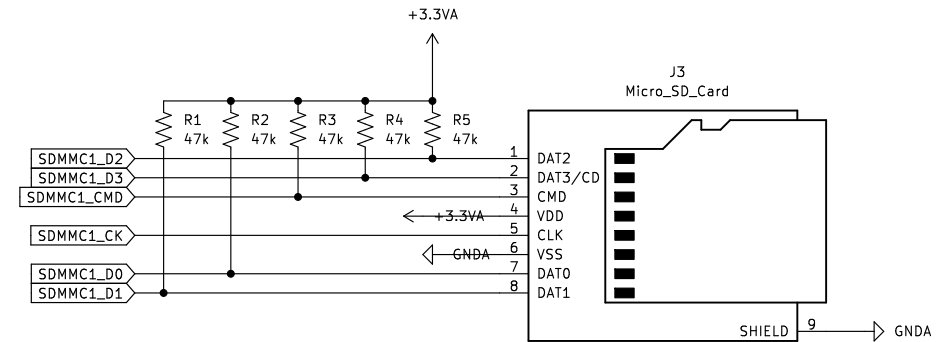 +3.3VA
J3
Micro_SD_Card
R1 R2 R3 R4 R5
47k 47k 47k 47k 47k
SDMMC1_D2 1 DAT2
SDMMC1_D3 2 DAT3/CD
SDMMC1_CMD 3 CMD
+3.3VA 4 VDD
SDMMC1_CK 5 CLK
GNDA 6 VSS
SDMMC1_D0 7 DAT0
SDMMC1_D1 8 DAT1
SHIELD 9 GNDA